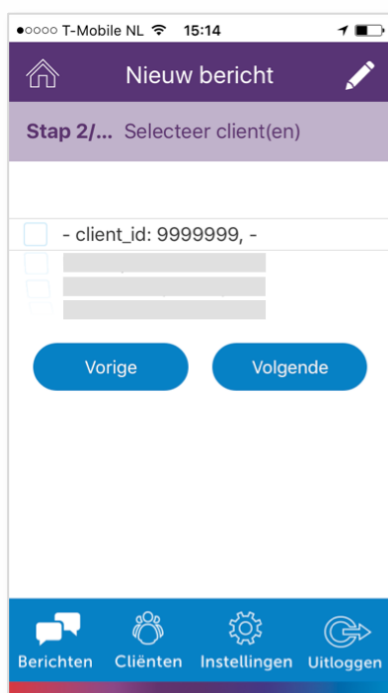 ●○○○○ T-Mobile NL 15:14
Nieuw bericht
Stap 2/... Selecteer client(en)
- client_id: 9999999, -
Vorige Volgende
Berichten Cliënten Instellingen Uitloggen